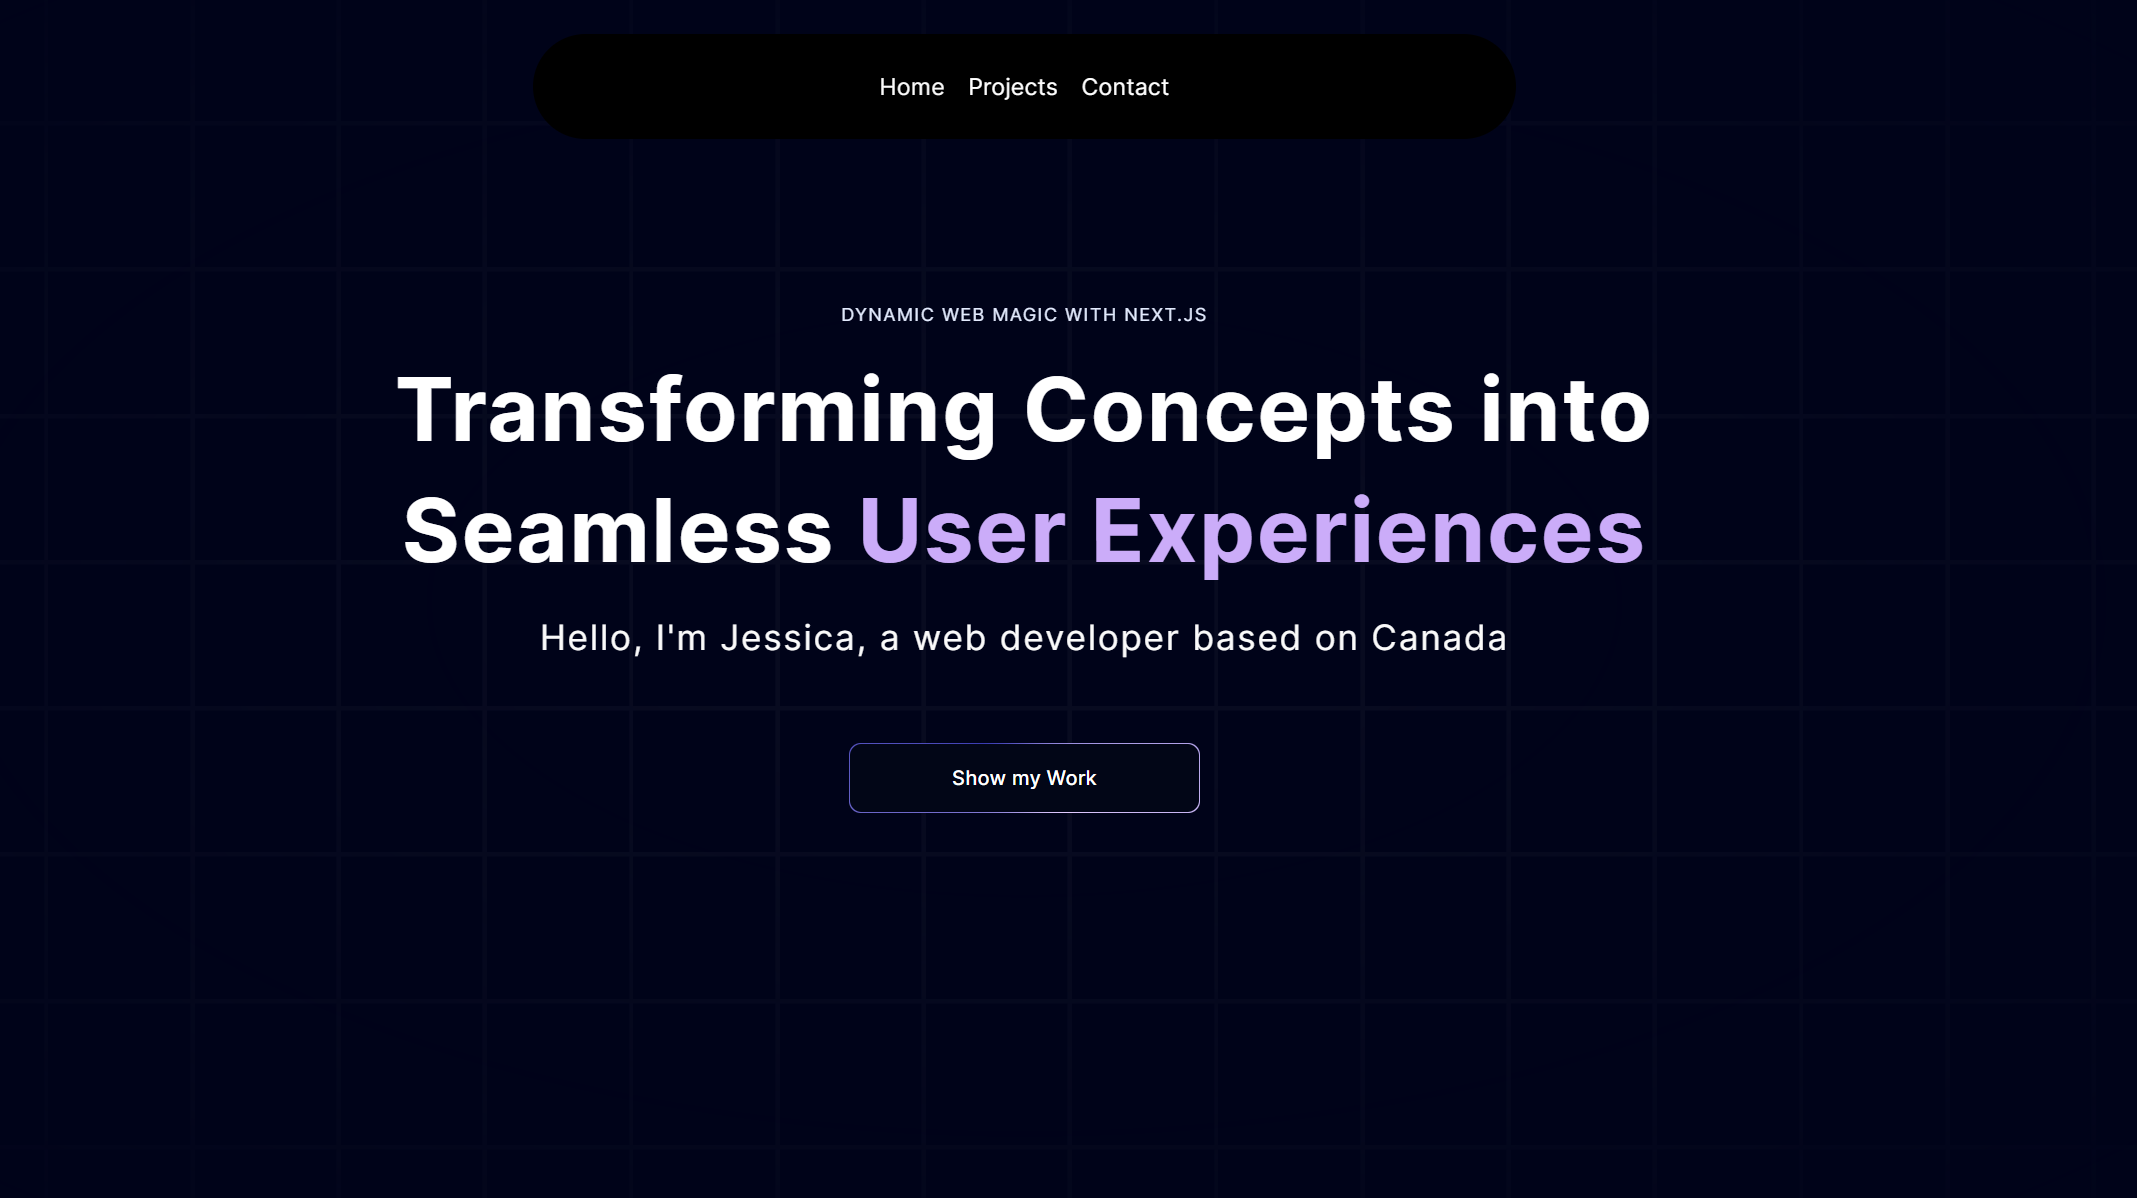 Home Projects Contact
DYNAMIC WEB MAGIC WITH NEXT.JS
Transforming Concepts into
Seamless User Experiences
Hello, I'm Jessica, a web developer based on Canada
Show my Work